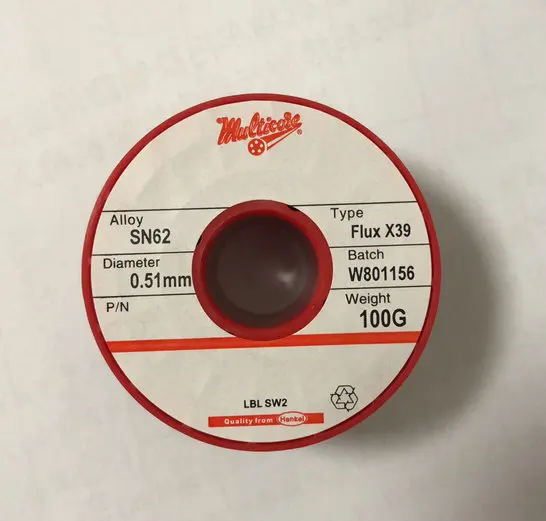 Multicore ®
Alloy
SN62
Type
Flux X39
Diameter
0.51mm
Batch
W801156
P/N
Weight
100G
LBL SW2
Quality from Henkel